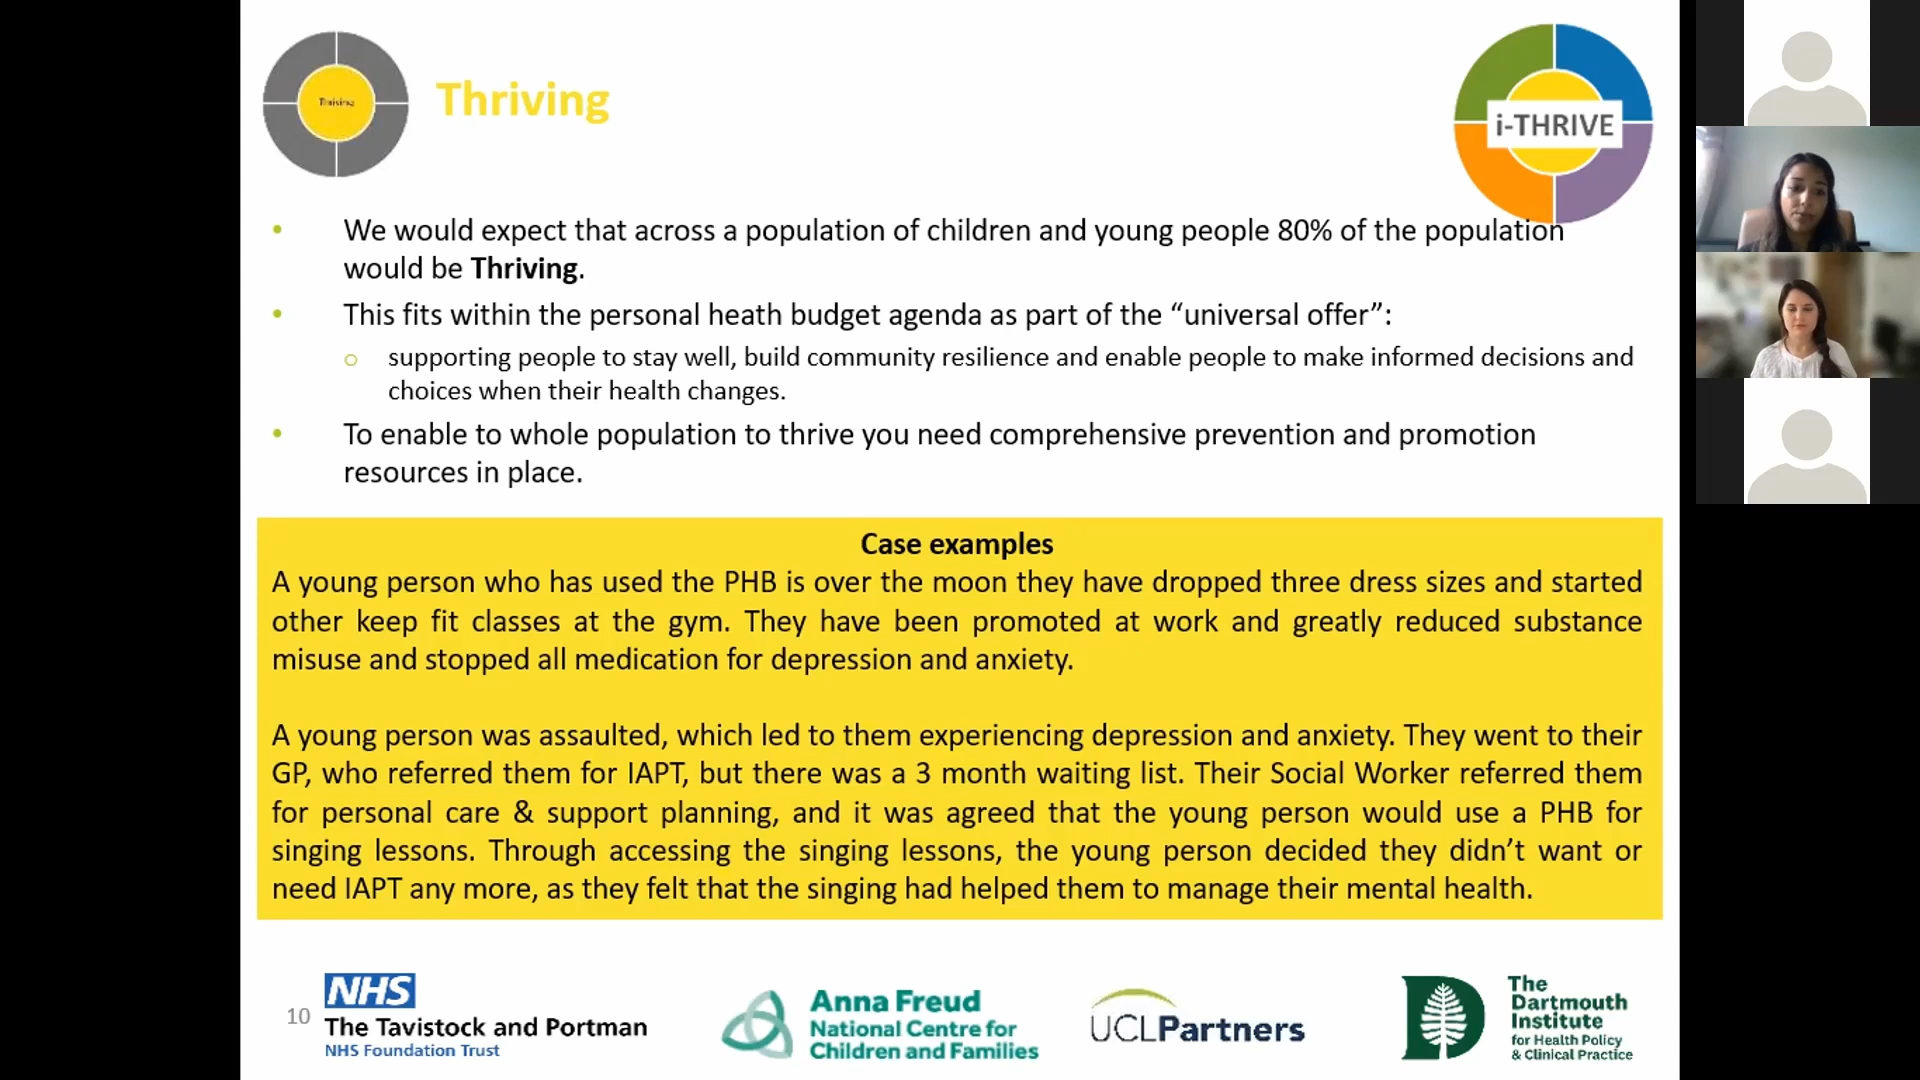 Thriving
Thriving
i-THRIVE
• We would expect that across a population of children and young people 80% of the population
would be Thriving.
• This fits within the personal heath budget agenda as part of the “universal offer”:
o supporting people to stay well, build community resilience and enable people to make informed decisions and
choices when their health changes.
• To enable to whole population to thrive you need comprehensive prevention and promotion
resources in place.
Case examples
A young person who has used the PHB is over the moon they have dropped three dress sizes and started
other keep fit classes at the gym. They have been promoted at work and greatly reduced substance
misuse and stopped all medication for depression and anxiety.
A young person was assaulted, which led to them experiencing depression and anxiety. They went to their
GP, who referred them for IAPT, but there was a 3 month waiting list. Their Social Worker referred them
for personal care & support planning, and it was agreed that the young person would use a PHB for
singing lessons. Through accessing the singing lessons, the young person decided they didn’t want or
need IAPT any more, as they felt that the singing had helped them to manage their mental health.
10
NHS
The Tavistock and Portman
NHS Foundation Trust
Anna Freud
National Centre for
Children and Families
UCLPartners
The
Dartmouth
Institute
for Health Policy
& Clinical Practice